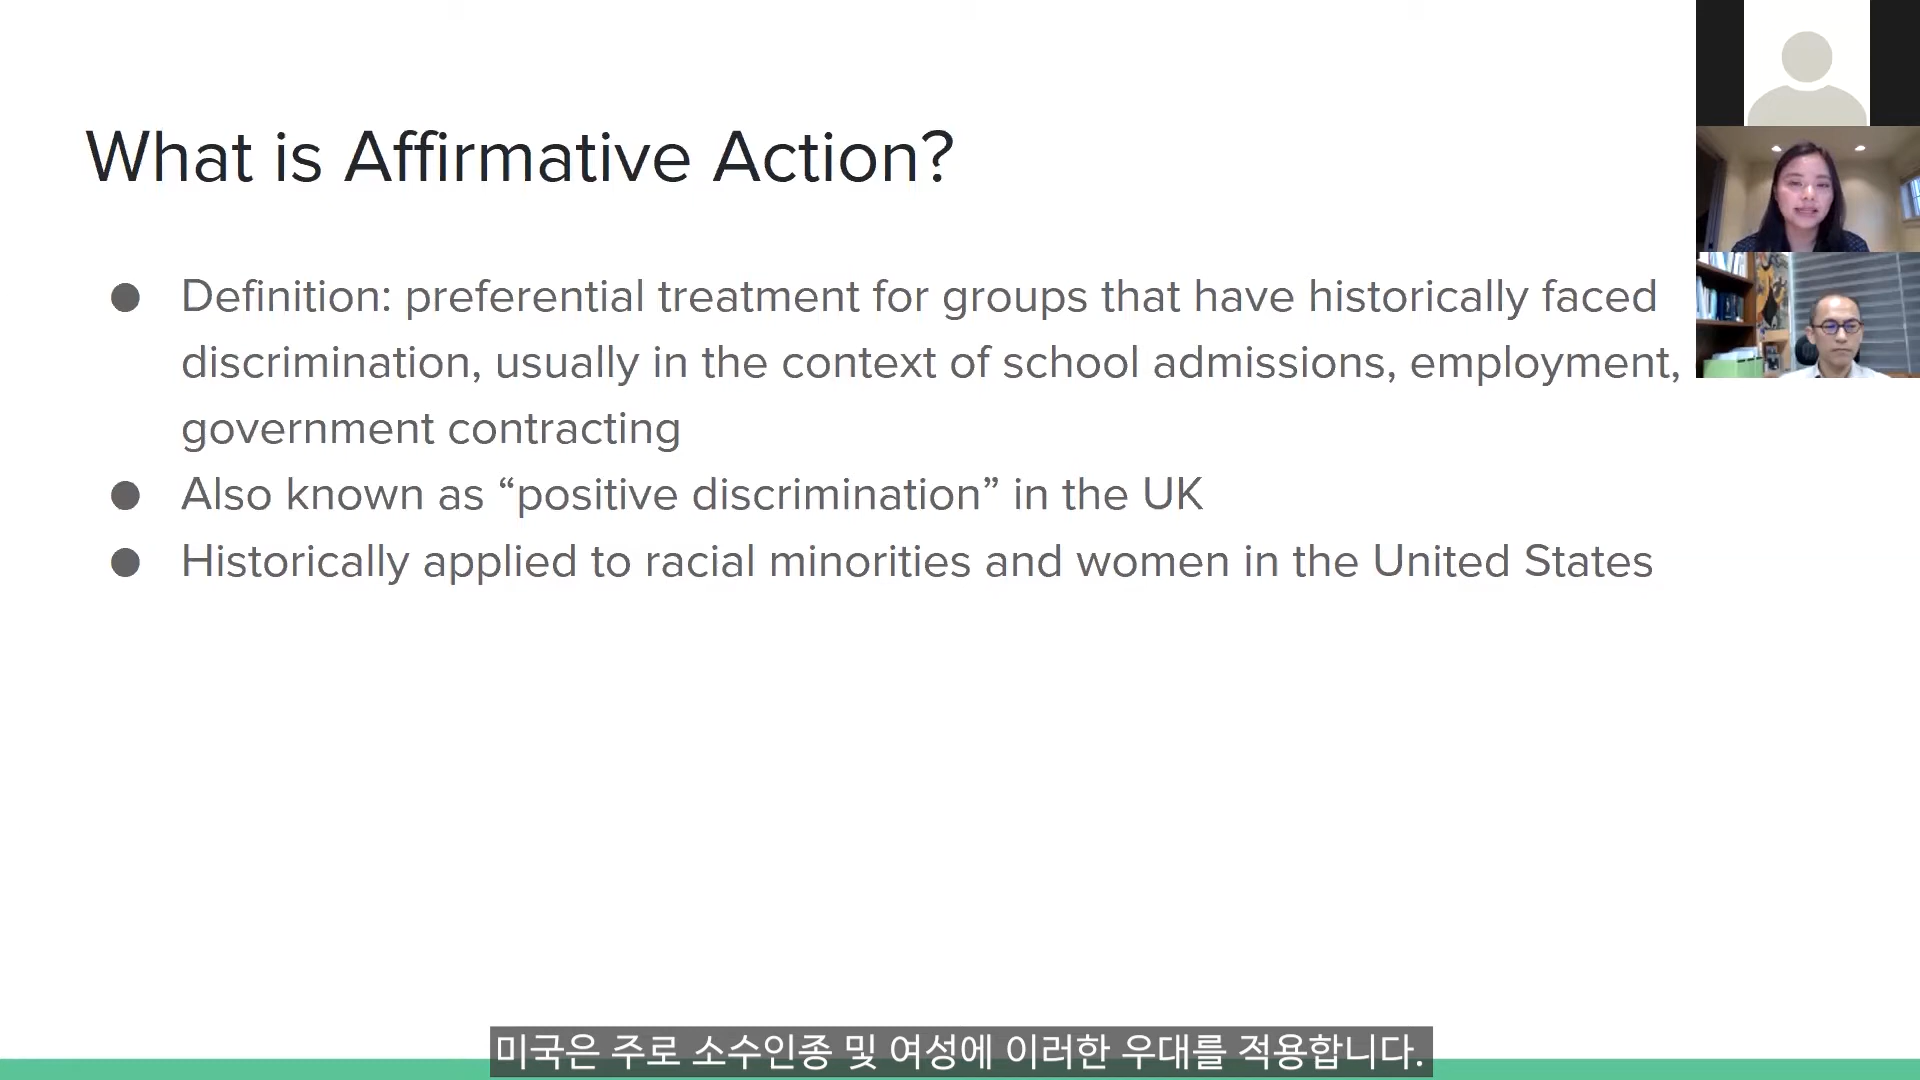 What is Affirmative Action?
● Definition: preferential treatment for groups that have historically faced
discrimination, usually in the context of school admissions, employment,
government contracting
● Also known as “positive discrimination” in the UK
● Historically applied to racial minorities and women in the United States
미국은 주로 소수인종 및 여성에 이러한 우대를 적용합니다.